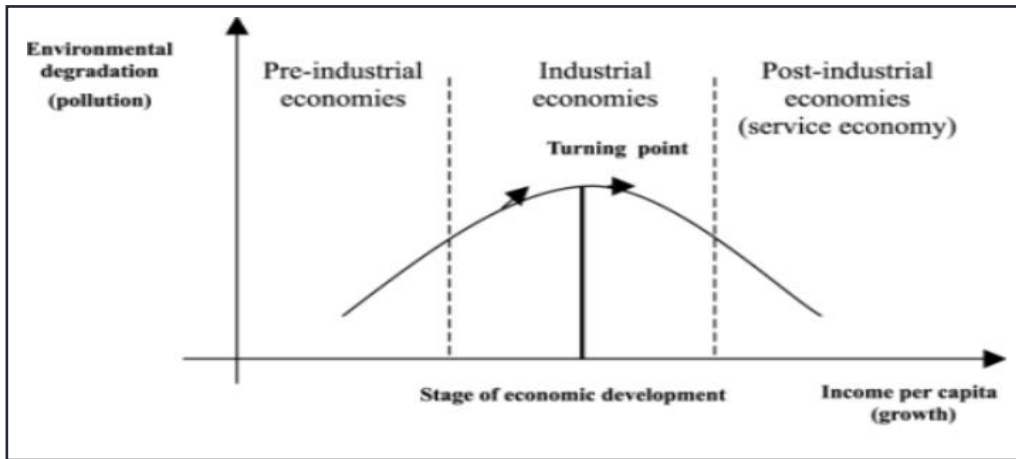 Environmental
degradation
(pollution)
Pre-industrial
economies
Industrial
economies
Post-industrial
economies
(service economy)
Turning point
Stage of economic development
Income per capita
(growth)